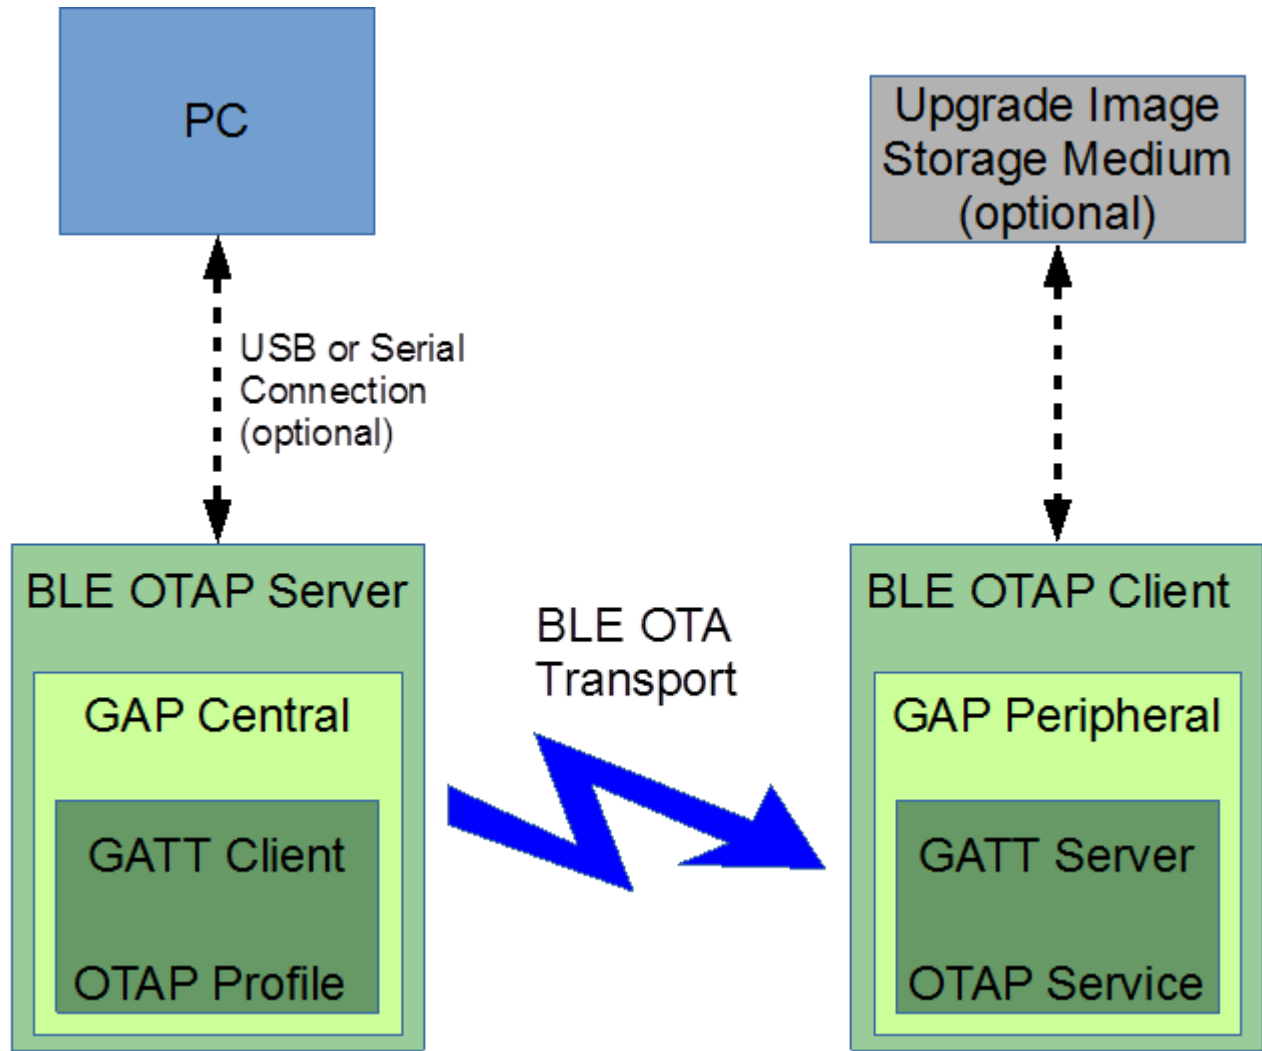 PC
Upgrade Image
Storage Medium
(optional)
USB or Serial
Connection
(optional)
BLE OTAP Server
GAP Central
GATT Client
OTAP Profile
BLE OTA
Transport
BLE OTAP Client
GAP Peripheral
GATT Server
OTAP Service